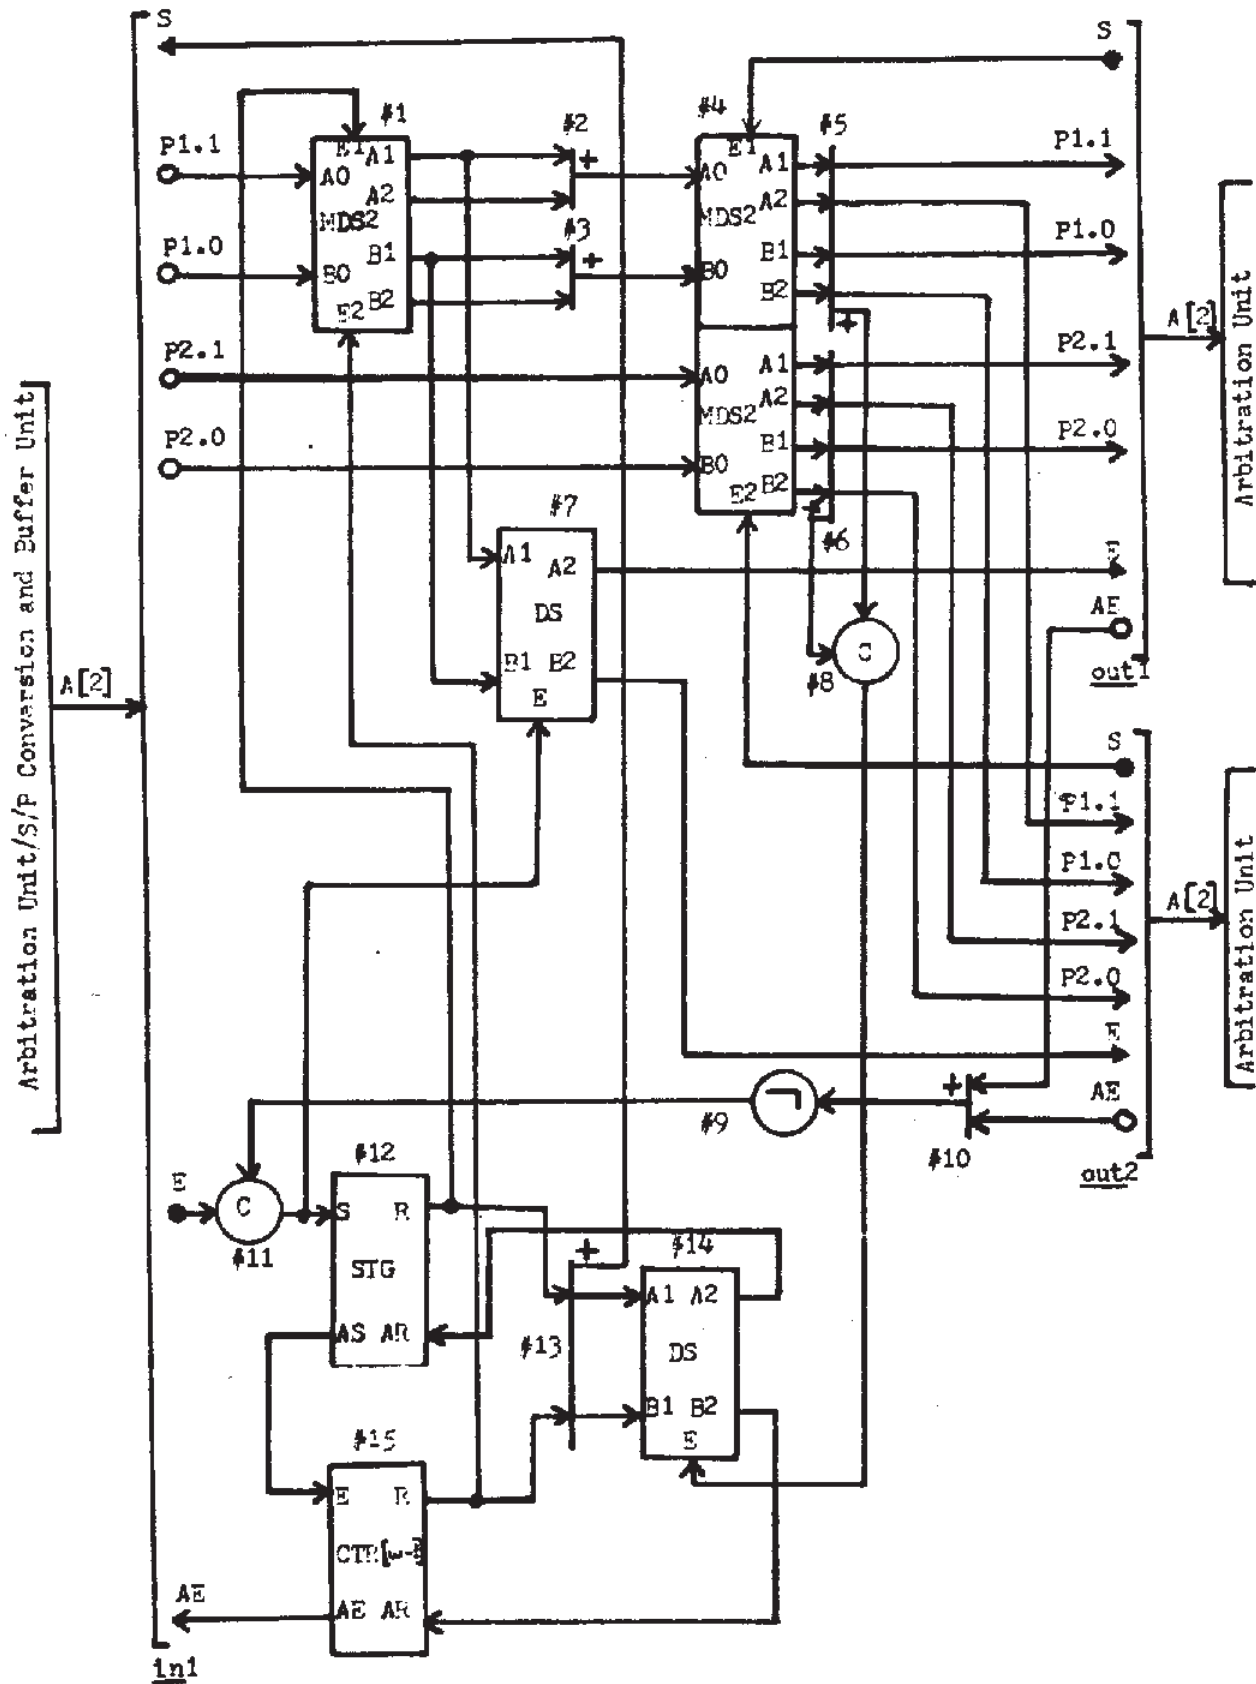 S
S
#1
#2
#4
#5
P1.1
E1
A1
+
E1
A1
P1.1
A0
A2
A0
A2
MDS2
#3
MDS2
P1.0
B1
+
B1
P1.0
B0
B0
B2
E2
B2
+
A[2]
Arbitration Unit
P2.1
A0
A1
P2.1
A2
MDS2
P2.0
B1
P2.0
B0
B2
E2
+
#7
#6
A1
A2
E
DS
AE
B1
B2
C
E
#8
out1
Arbitration Unit/S/P Conversion and Buffer Unit
A[2]
S
P1.1
P1.0
A[2]
Arbitration Unit
P2.1
P2.0
E
+
AE
#9
#10
out2
#12
E
C
S
R
#11
+
#14
STG
A1
A2
AS
AR
#13
DS
B1
B2
#15
E
E
R
CTR
AE
AE
AR
in1